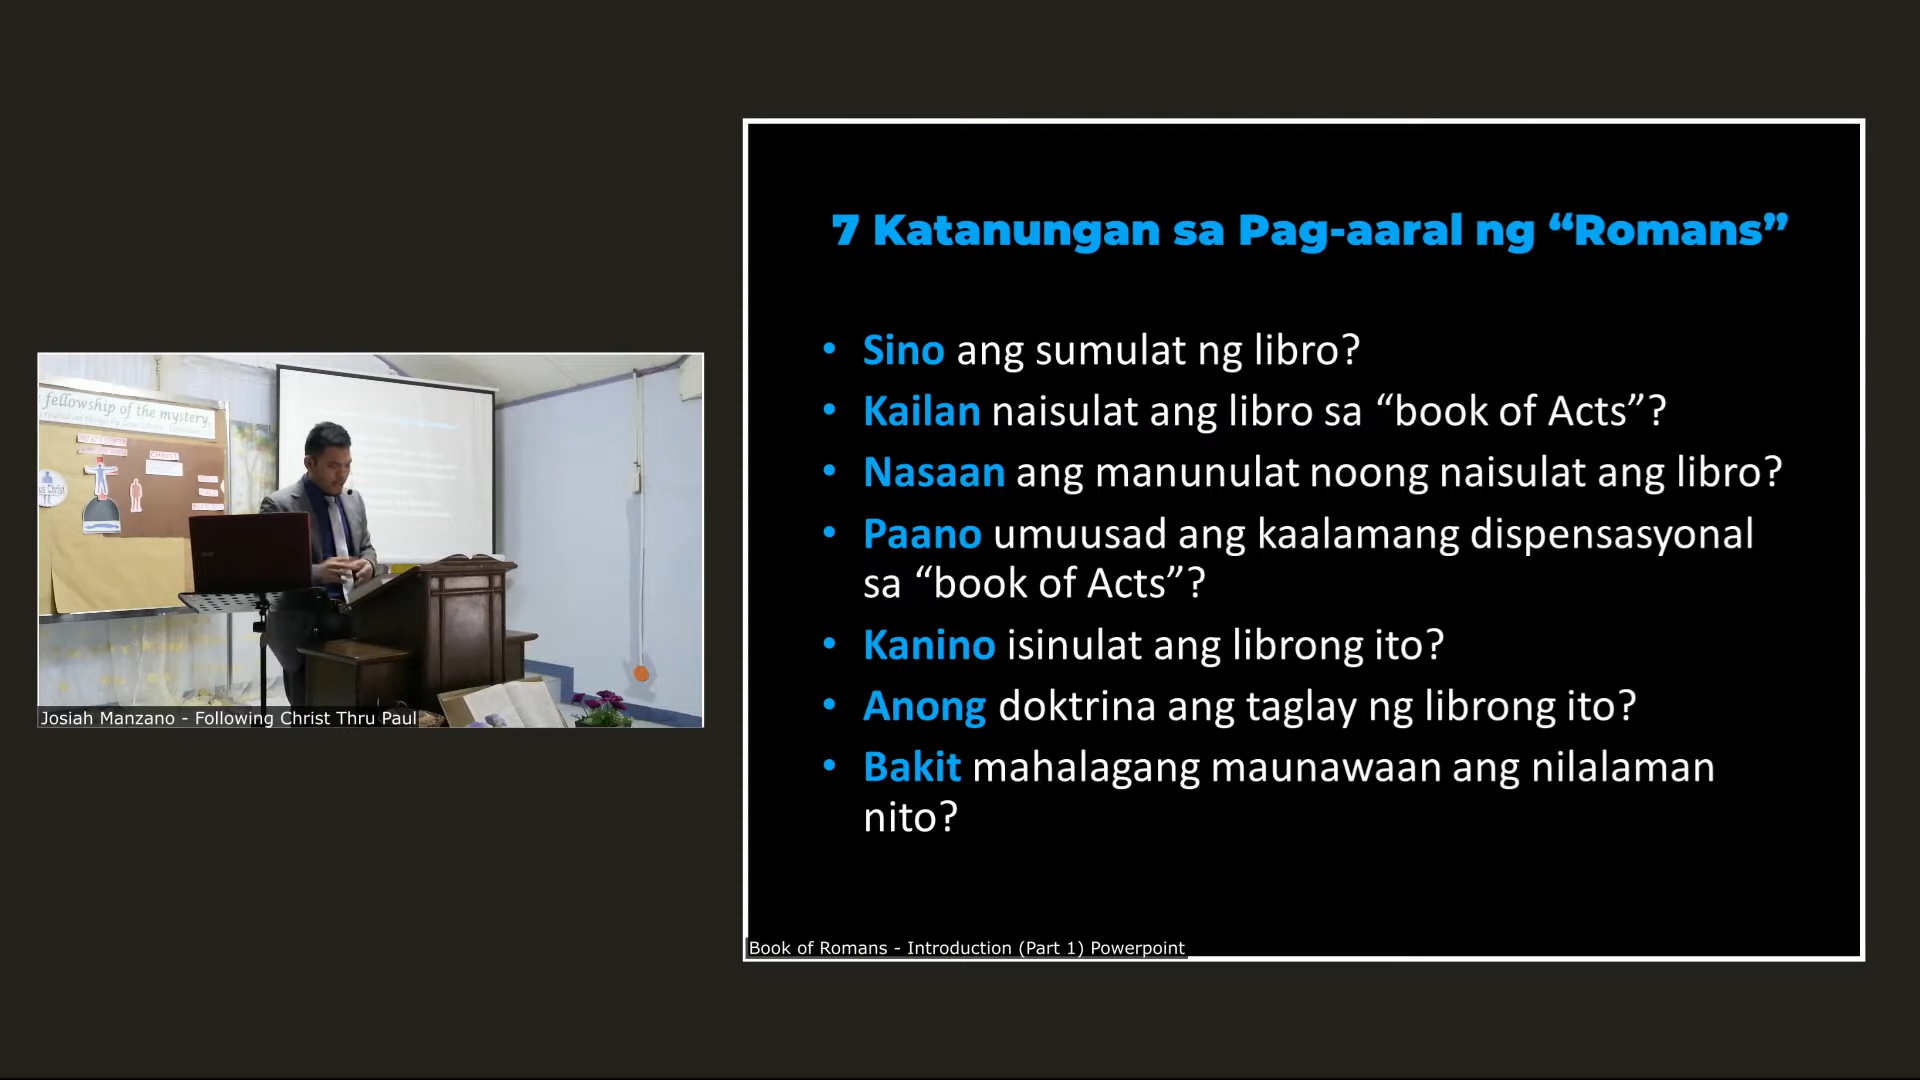 7 Katanungan sa Pag-aaral ng “Romans”
• Sino ang sumulat ng libro?
• Kailan naisulat ang libro sa “book of Acts”?
• Nasaan ang manunulat noong naisulat ang libro?
• Paano umuusad ang kaalamang dispensasyonal
sa “book of Acts”?
• Kanino isinulat ang librong ito?
• Anong doktrina ang taglay ng librong ito?
• Bakit mahalagang maunawaan ang nilalaman
nito?
Book of Romans - Introduction (Part 1) Powerpoint
fellowship of the mystery,
CHRIST
us Christ
Josiah Manzano - Following Christ Thru Paul